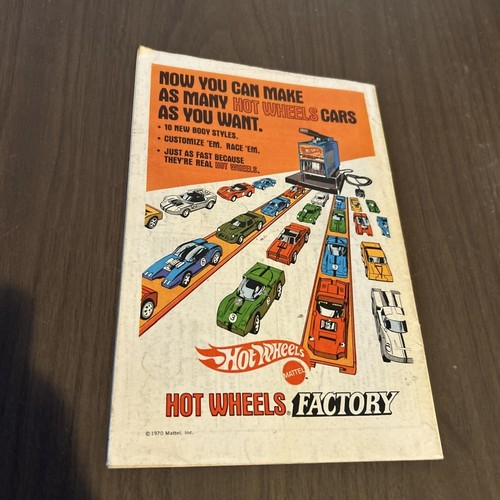 NOW YOU CAN MAKE
AS MANY HOT WHEELS CARS
AS YOU WANT.
• 10 NEW BODY STYLES.
• CUSTOMIZE 'EM. RACE 'EM.
• JUST AS FAST BECAUSE
THEY'RE REAL HOT WHEELS.
3
Hot Wheels
MATTEL
HOT WHEELS® FACTORY
© 1970 Mattel, Inc.